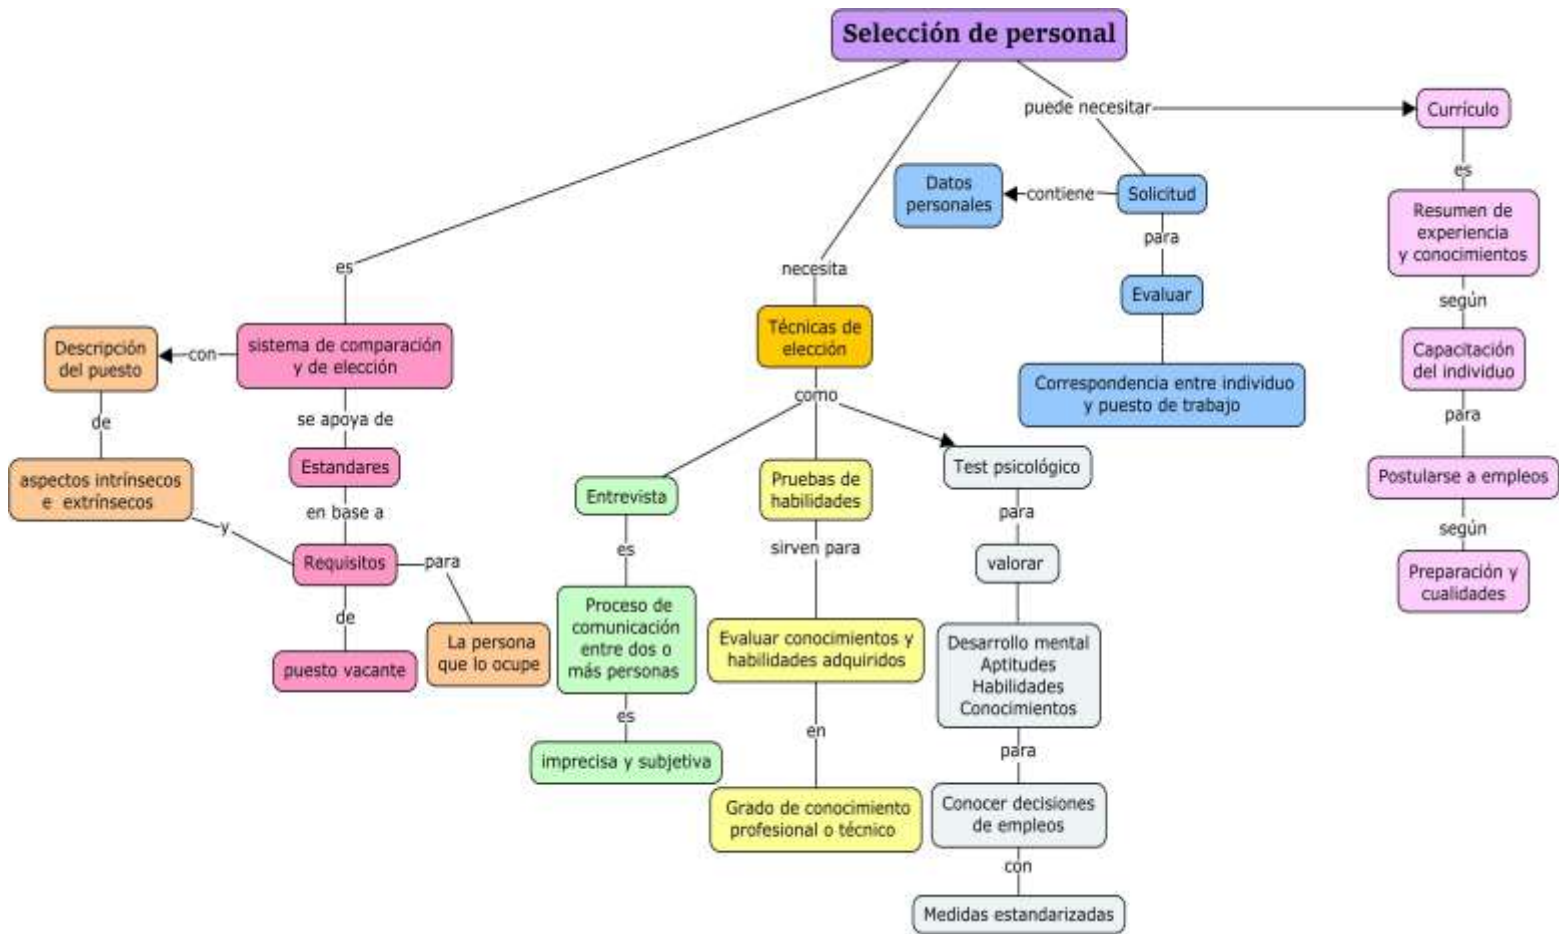 Selección de personal
puede necesitar
Currículo
es
Resumen de
experiencia
y conocimientos
según
Capacitación
del individuo
para
Postularse a empleos
según
Preparación y
cualidades
Solicitud
contiene
Datos
personales
para
Evaluar
Correspondencia entre individuo
y puesto de trabajo
es
sistema de comparación
y de elección
con
Descripción
del puesto
de
aspectos intrínsecos
e extrínsecos
y
se apoya de
Estandares
en base a
Requisitos
para
La persona
que lo ocupe
de
puesto vacante
necesita
Técnicas de
elección
como
Entrevista
es
Proceso de
comunicación
entre dos o
más personas
es
imprecisa y subjetiva
Pruebas de
habilidades
sirven para
Evaluar conocimientos y
habilidades adquiridos
en
Grado de conocimiento
profesional o técnico
Test psicológico
para
valorar
Desarrollo mental
Aptitudes
Habilidades
Conocimientos
para
Conocer decisiones
de empleos
con
Medidas estandarizadas